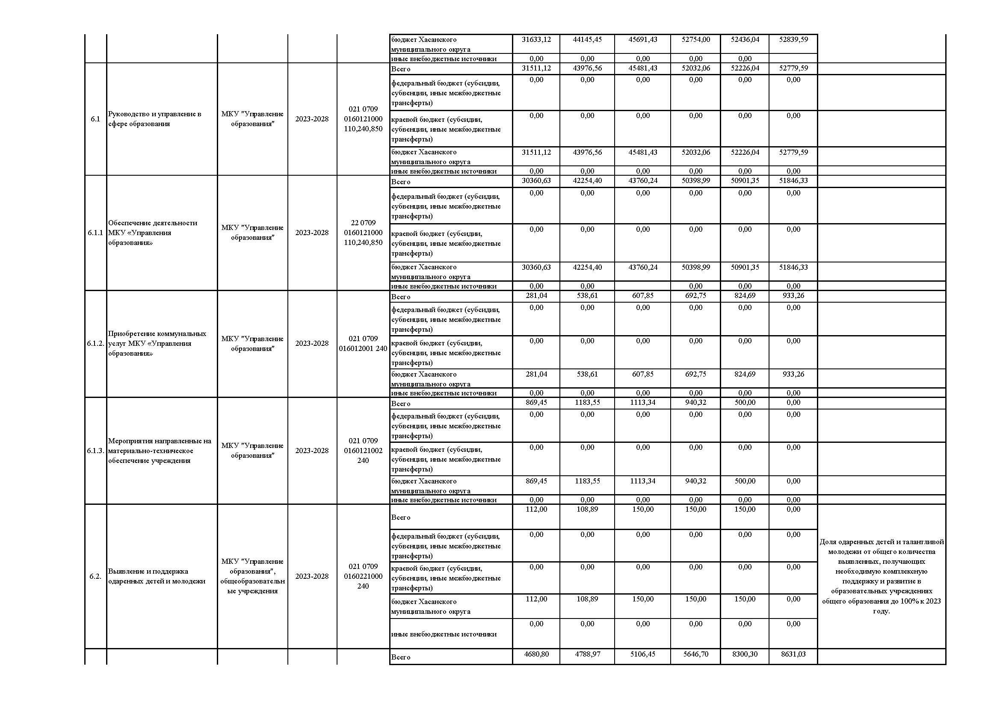 бюджет Хасанского 31633,12 44145,45 45691,43 52754,00 52436,04 52839,59
муниципального округа
иные внебюджетные источники 0,00 0,00 0,00 0,00 0,00
6.1 Руководство и управление в
сфере образования
МКУ "Управление
образования"
2023-2028
021 0709
0160121000
110,240,850
Всего 31511,12 43976,56 45481,43 52032,06 52226,04 52779,59
федеральный бюджет (субсидии, 0,00 0,00 0,00 0,00 0,00 0,00
субвенции, иные межбюджетные
трансферты)
краевой бюджет (субсидии, 0,00 0,00 0,00 0,00 0,00 0,00
субвенции, иные межбюджетные
трансферты)
бюджет Хасанского 31511,12 43976,56 45481,43 52032,06 52226,04 52779,59
муниципального округа
иные внебюджетные источники 0,00 0,00 0,00 0,00 0,00 0,00
6.1.1 Обеспечение деятельности
МКУ «Управления
образования»
МКУ "Управление
образования"
2023-2028
22 0709
0160121000
110,240,850
Всего 30360,63 42254,40 43760,24 50398,99 50901,35 51846,33
федеральный бюджет (субсидии, 0,00 0,00 0,00 0,00 0,00 0,00
субвенции, иные межбюджетные
трансферты)
краевой бюджет (субсидии, 0,00 0,00 0,00 0,00 0,00 0,00
субвенции, иные межбюджетные
трансферты)
бюджет Хасанского 30360,63 42254,40 43760,24 50398,99 50901,35 51846,33
муниципального округа
иные внебюджетные источники 0,00 0,00 0,00 0,00 0,00
6.1.2. Приобретение коммунальных
услуг МКУ «Управления
образования»
МКУ "Управление
образования"
2023-2028
021 0709
016012001 240
Всего 281,04 538,61 607,85 692,75 824,69 933,26
федеральный бюджет (субсидии, 0,00 0,00 0,00 0,00 0,00 0,00
субвенции, иные межбюджетные
трансферты)
краевой бюджет (субсидии, 0,00 0,00 0,00 0,00 0,00 0,00
субвенции, иные межбюджетные
трансферты)
бюджет Хасанского 281,04 538,61 607,85 692,75 824,69 933,26
муниципального округа
иные внебюджетные источники 0,00 0,00 0,00 0,00 0,00 0,00
6.1.3. Мероприятия направленные на
материально-техническое
обеспечение учреждения
МКУ "Управление
образования"
2023-2028
021 0709
0160121002
240
Всего 869,45 1183,55 1113,34 940,32 500,00 0,00
федеральный бюджет (субсидии, 0,00 0,00 0,00 0,00 0,00 0,00
субвенции, иные межбюджетные
трансферты)
краевой бюджет (субсидии, 0,00 0,00 0,00 0,00 0,00 0,00
субвенции, иные межбюджетные
трансферты)
бюджет Хасанского 869,45 1183,55 1113,34 940,32 500,00 0,00
муниципального округа
иные внебюджетные источники 0,00 0,00 0,00 0,00 0,00 0,00
6.2. Выявление и поддержка
одаренных детей и молодежи
МКУ "Управление
образования",
общеобразовательн
ые учреждения
2023-2028
021 0709
0160221000
240
Всего 112,00 108,89 150,00 150,00 150,00 0,00
федеральный бюджет (субсидии, 0,00 0,00 0,00 0,00 0,00 0,00
субвенции, иные межбюджетные
трансферты)
краевой бюджет (субсидии, 0,00 0,00 0,00 0,00 0,00 0,00
субвенции, иные межбюджетные
трансферты)
бюджет Хасанского 112,00 108,89 150,00 150,00 150,00 0,00
муниципального округа
иные внебюджетные источники 0,00 0,00 0,00 0,00 0,00 0,00
Доля одаренных детей и талантливой
молодежи от общего количества
выявленных, получающих
необходимую комплексную
поддержку и развитие в
образовательных учреждениях
общего образования до 100% к 2023
году.
Всего 4680,80 4788,97 5106,45 5646,70 8300,30 8631,03